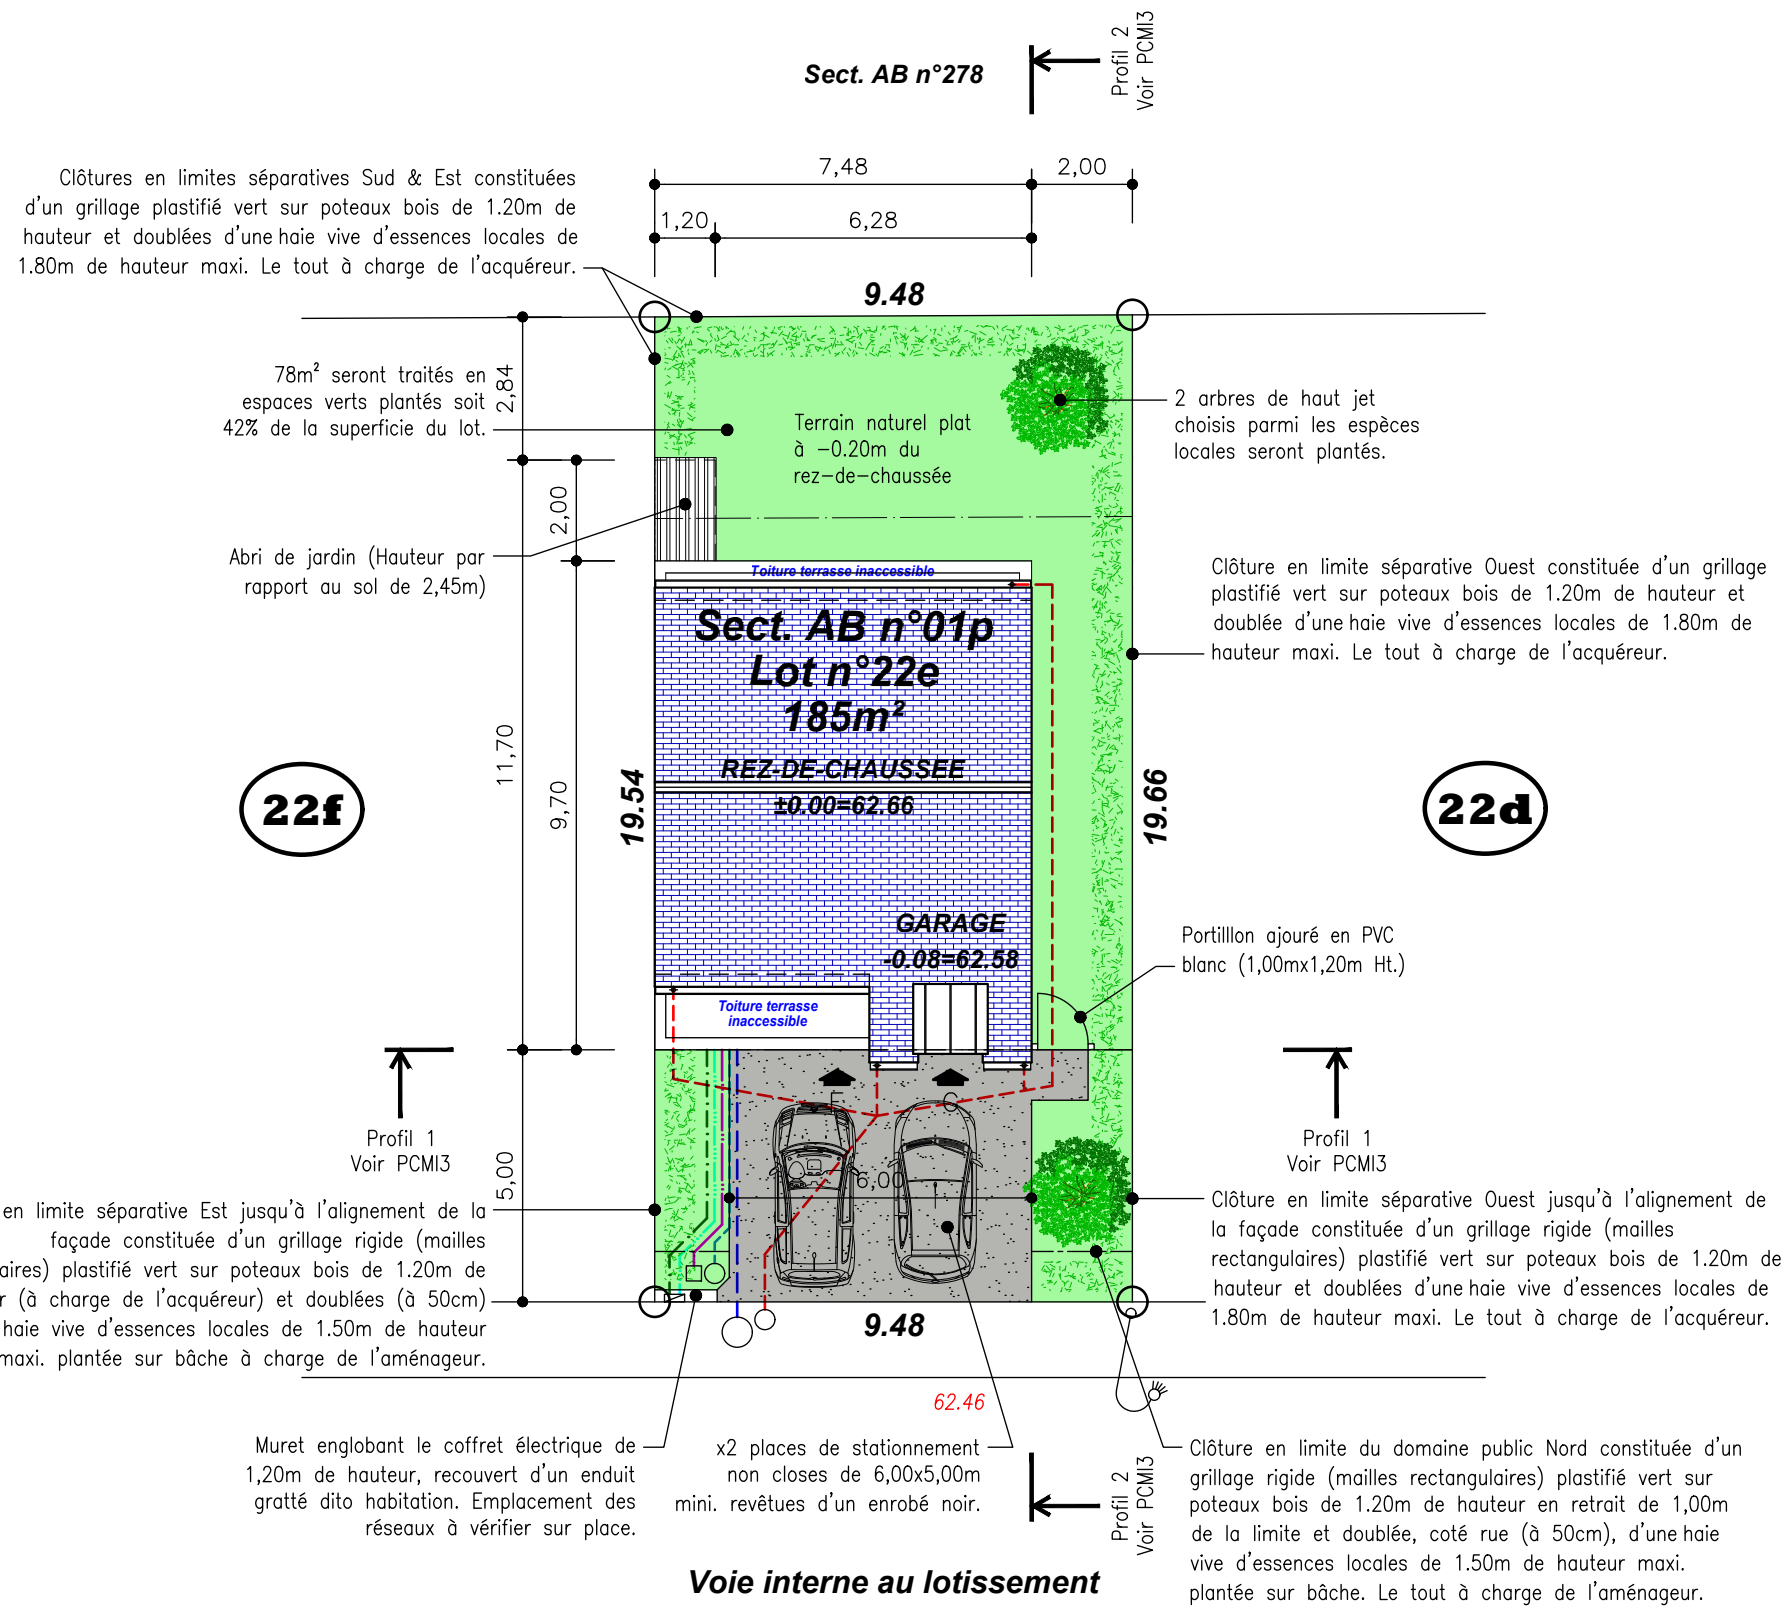 Sect. AB n°278
Profil 2
Voir PCMI3
7,48
2,00
1,20
6,28
Clôtures en limites séparatives Sud & Est constituées
d'un grillage plastifié vert sur poteaux bois de 1.20m de
hauteur et doublées d'une haie vive d'essences locales de
1.80m de hauteur maxi. Le tout à charge de l'acquéreur.
9.48
78m² seront traités en
espaces verts plantés soit
42% de la superficie du lot.
2,84
Terrain naturel plat
à -0.20m du
rez-de-chaussée
2 arbres de haut jet
choisis parmi les espèces
locales seront plantés.
2,00
Abri de jardin (Hauteur par
rapport au sol de 2,45m)
Toiture terrasse inaccessible
Clôture en limite séparative Ouest constituée d'un grillage
plastifié vert sur poteaux bois de 1.20m de hauteur et
doublée d'une haie vive d'essences locales de 1.80m de
hauteur maxi. Le tout à charge de l'acquéreur.
Sect. AB n°01p
Lot n°22e
185m²
REZ-DE-CHAUSSEE
±0.00=62.66
11,70
9,70
19.54
19.66
22f
22d
GARAGE
-0.08=62.58
Portilllon ajouré en PVC
blanc (1,00mx1,20m Ht.)
Toiture terrasse
inaccessible
Profil 1
Voir PCMI3
Profil 1
Voir PCMI3
5,00
E
G
6,00
en limite séparative Est jusqu'à l'alignement de la
façade constituée d'un grillage rigide (mailles
aires) plastifié vert sur poteaux bois de 1.20m de
r (à charge de l'acquéreur) et doublées (à 50cm)
haie vive d'essences locales de 1.50m de hauteur
maxi. plantée sur bâche à charge de l'aménageur.
Clôture en limite séparative Ouest jusqu'à l'alignement de
la façade constituée d'un grillage rigide (mailles
rectangulaires) plastifié vert sur poteaux bois de 1.20m de
hauteur et doublées d'une haie vive d'essences locales de
1.80m de hauteur maxi. Le tout à charge de l'acquéreur.
9.48
62.46
Muret englobant le coffret électrique de
1,20m de hauteur, recouvert d'un enduit
gratté dito habitation. Emplacement des
réseaux à vérifier sur place.
x2 places de stationnement
non closes de 6,00x5,00m
mini. revêtues d'un enrobé noir.
Profil 2
Voir PCMI3
Clôture en limite du domaine public Nord constituée d'un
grillage rigide (mailles rectangulaires) plastifié vert sur
poteaux bois de 1.20m de hauteur en retrait de 1,00m
de la limite et doublée, coté rue (à 50cm), d'une haie
vive d'essences locales de 1.50m de hauteur maxi.
plantée sur bâche. Le tout à charge de l'aménageur.
Voie interne au lotissement